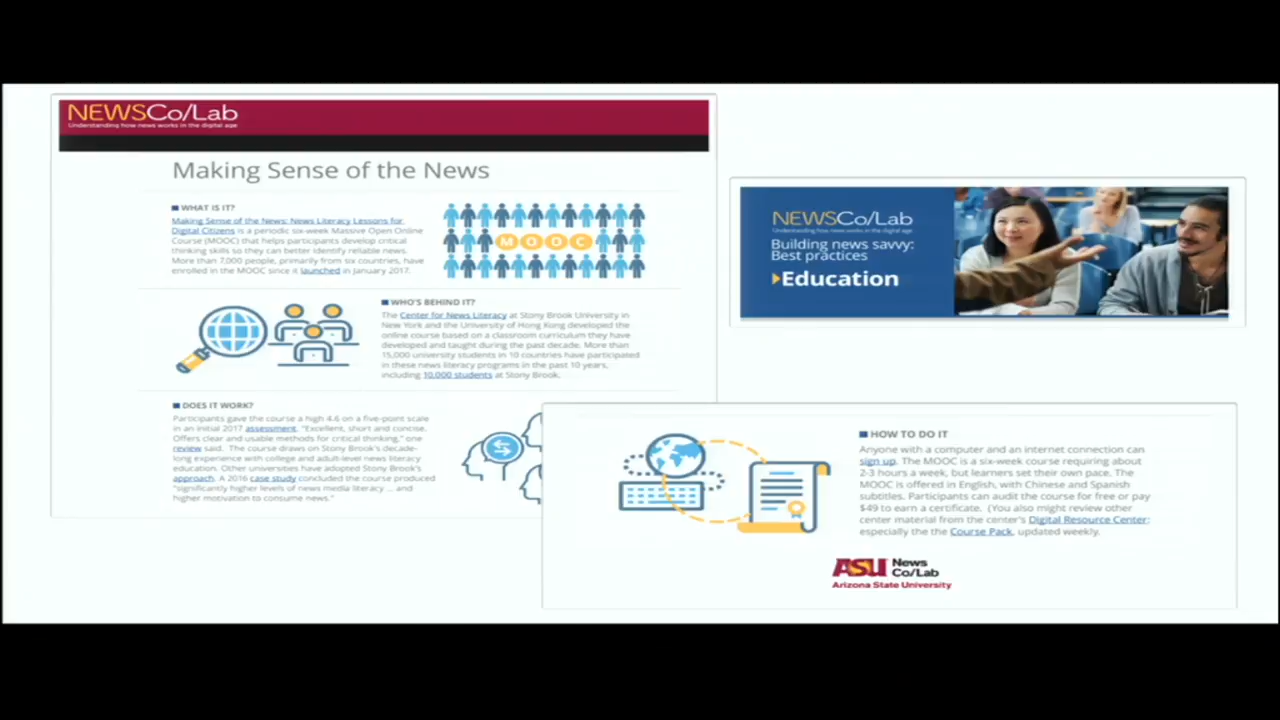 NEWSCo/Lab
Understanding how news works in the digital age
Making Sense of the News
WHAT IS IT?
Making Sense of the News: News Literacy Lessons for
Digital Citizens is a periodic six-week Massive Open Online
Course (MOOC) that helps participants develop critical
thinking skills so they can better identify reliable news.
More than 7,000 people, primarily from six countries, have
enrolled in the MOOC since it launched in January 2017.
MOOC
WHO'S BEHIND IT?
The Center for News Literacy at Stony Brook University in
New York and the University of Hong Kong developed the
online course based on a classroom curriculum they have
developed and taught during the past decade. More than
15,000 university students in 10 countries have participated
in these news literacy programs in the past 10 years,
including 10,000 students at Stony Brook.
DOES IT WORK?
Participants gave the course a high 4.6 on a five-point scale
in an initial 2017 assessment. "Excellent, short and concise.
Offers clear and usable methods for critical thinking," one
review said. The course draws on Stony Brook's decade-
long experience with college and adult-level news literacy
education. Other universities have adopted Stony Brook's
approach. A 2016 case study concluded the course produced
"significantly higher levels of news media literacy ... and
higher motivation to consume news."
NEWSCo/Lab
Understanding how news works in the digital age
Building news savvy:
Best practices
Education
HOW TO DO IT
Anyone with a computer and an internet connection can
sign up. The MOOC is a six-week course requiring about
2-3 hours a week, but learners set their own pace. The
MOOC is offered in English, with Chinese and Spanish
subtitles. Participants can audit the course for free or pay
$49 to earn a certificate. (You also might review other
center material from the center's Digital Resource Center;
especially the the Course Pack, updated weekly.
ASU News
Co/Lab
Arizona State University